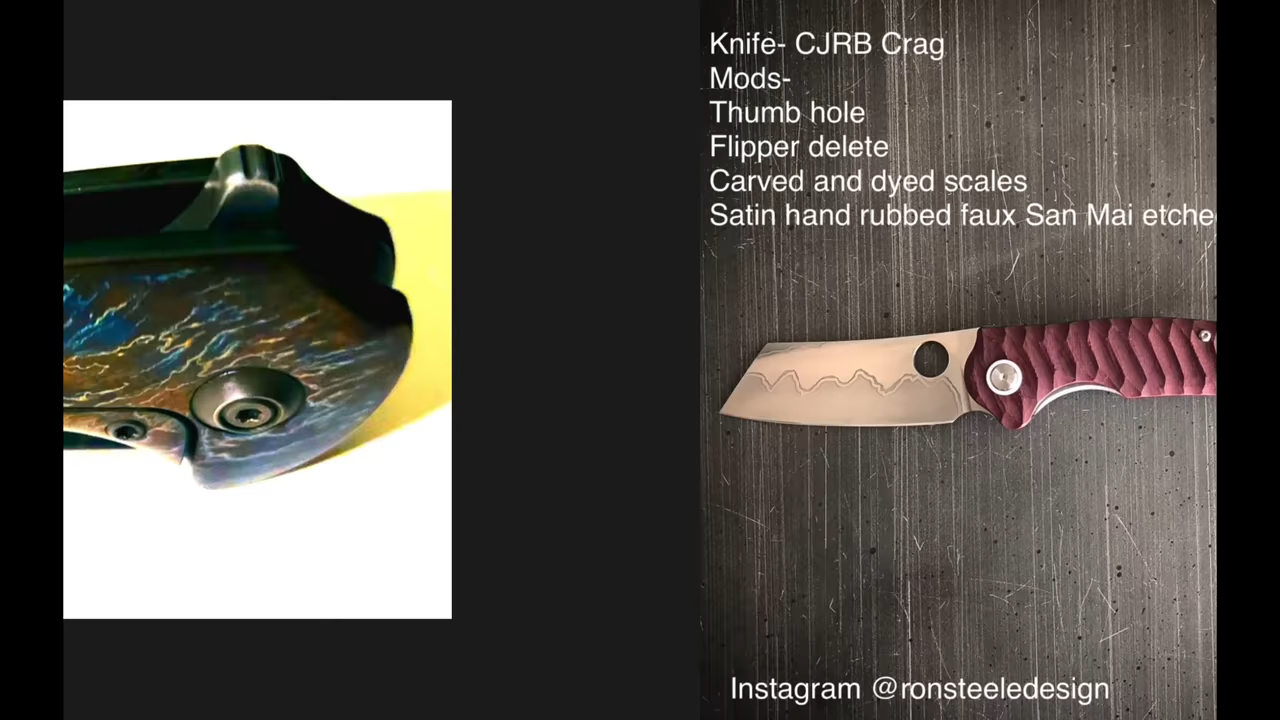 Knife- CJRB Crag
Mods-
Thumb hole
Flipper delete
Carved and dyed scales
Satin hand rubbed faux San Mai etche
Instagram @ronsteeledesign